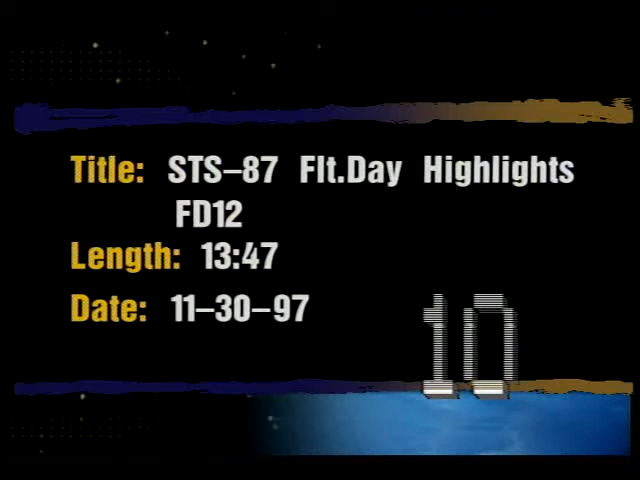 Title: STS-87 Flt.Day Highlights
FD12
Length: 13:47
Date: 11-30-97
10